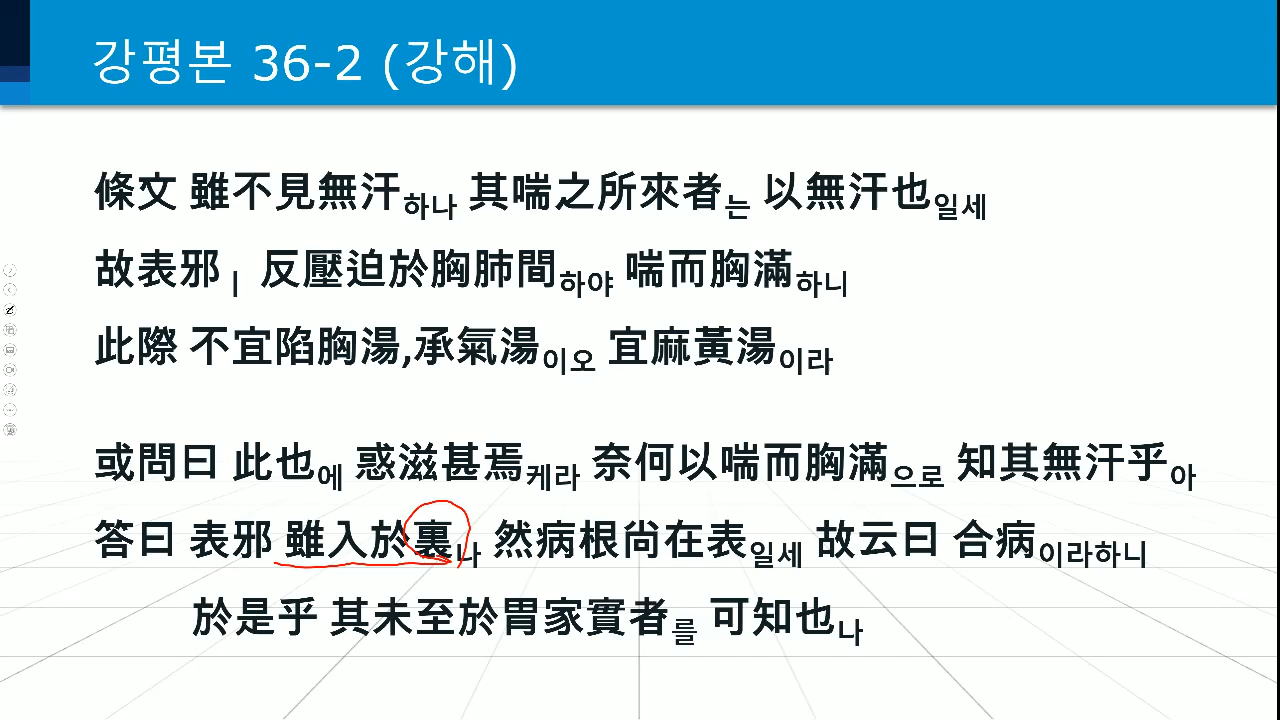 강평본 36-2 (강해)
條文 雖不見無汗하나 其喘之所來者는 以無汗也일세
故表邪ㅣ 反壓迫於胸肺間하야 喘而胸滿하니
此際 不宜陷胸湯,承氣湯이오 宜麻黃湯이라
或問曰 此也에 惑滋甚焉케라 奈何以喘而胸滿으로 知其無汗乎아
答曰 表邪 雖入於裏나 然病根尚在表일세 故云曰 合病이라하니
於是乎 其未至於胃家實者를 可知也나